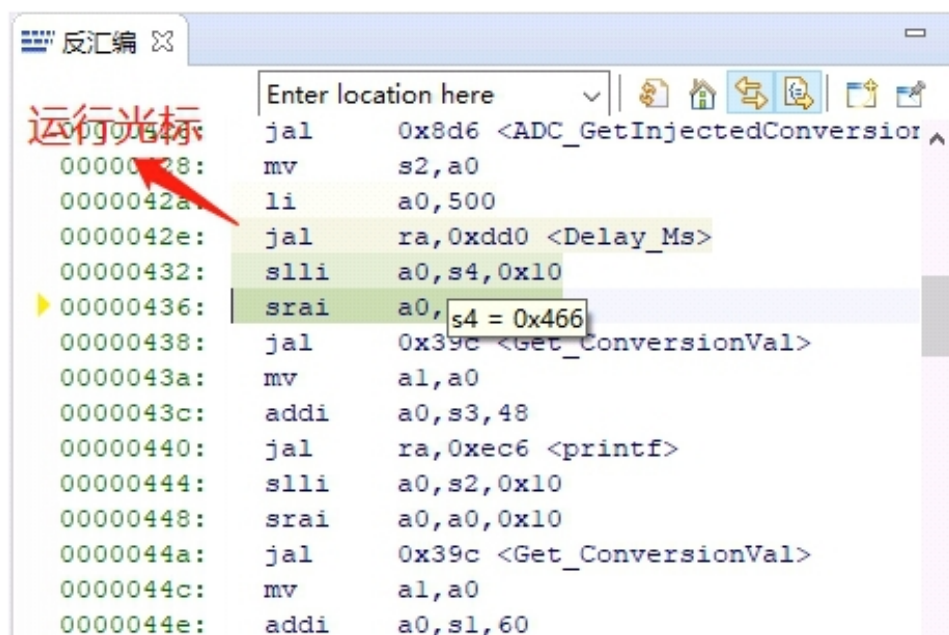 反汇编
Enter location here
运行光标
jal 0x8d6 <ADC_GetInjectedConversion
00000428: mv s2,a0
0000042a: li a0,500
0000042e: jal ra,0xdd0 <Delay_Ms>
00000432: slli a0,s4,0x10
00000436: srai a0,
s4 = 0x466
00000438: jal 0x39c <Get_ConversionVal>
0000043a: mv a1,a0
0000043c: addi a0,s3,48
00000440: jal ra,0xec6 <printf>
00000444: slli a0,s2,0x10
00000448: srai a0,a0,0x10
0000044a: jal 0x39c <Get_ConversionVal>
0000044c: mv a1,a0
0000044e: addi a0,s1,60